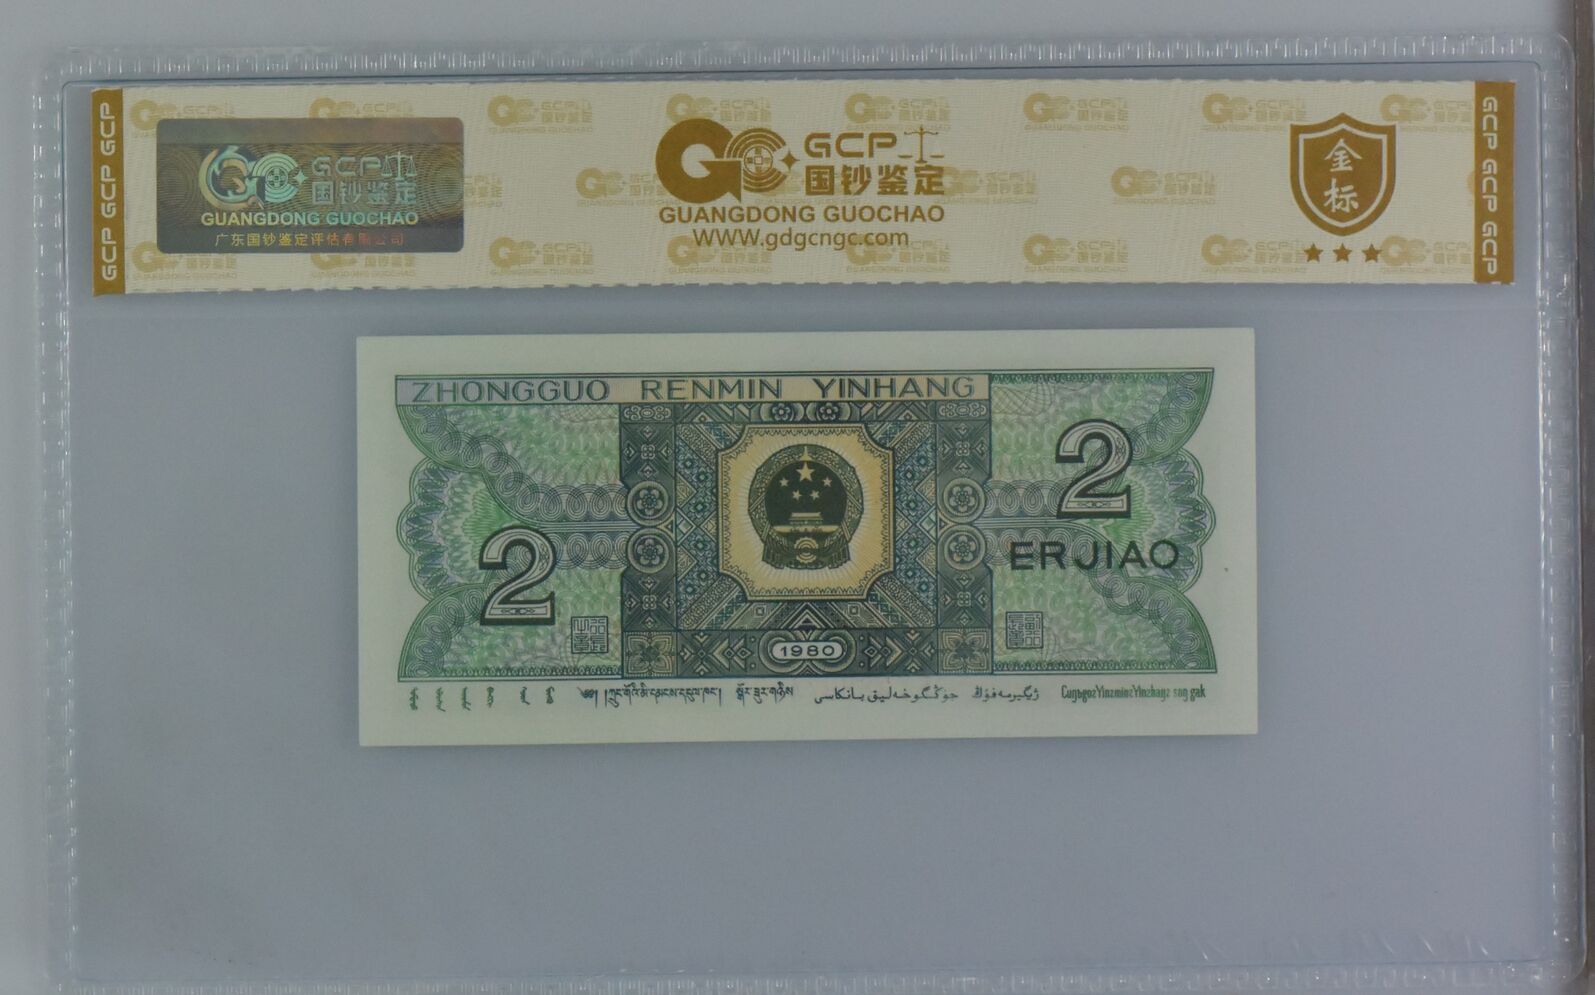 GCP GCP GCP
GCP
国钞鉴定
GUANGDONG GUOCHAO
广东国钞鉴定评估有限公司
GCP
国钞鉴定
GUANGDONG GUOCHAO
WWW.gdgcngc.com
金
标
GCP GCP GCP
ZHONGGUO RENMIN YINHANG
2
2
ERJIAO
1980
جۇڭگوخەلىق بانكاسى